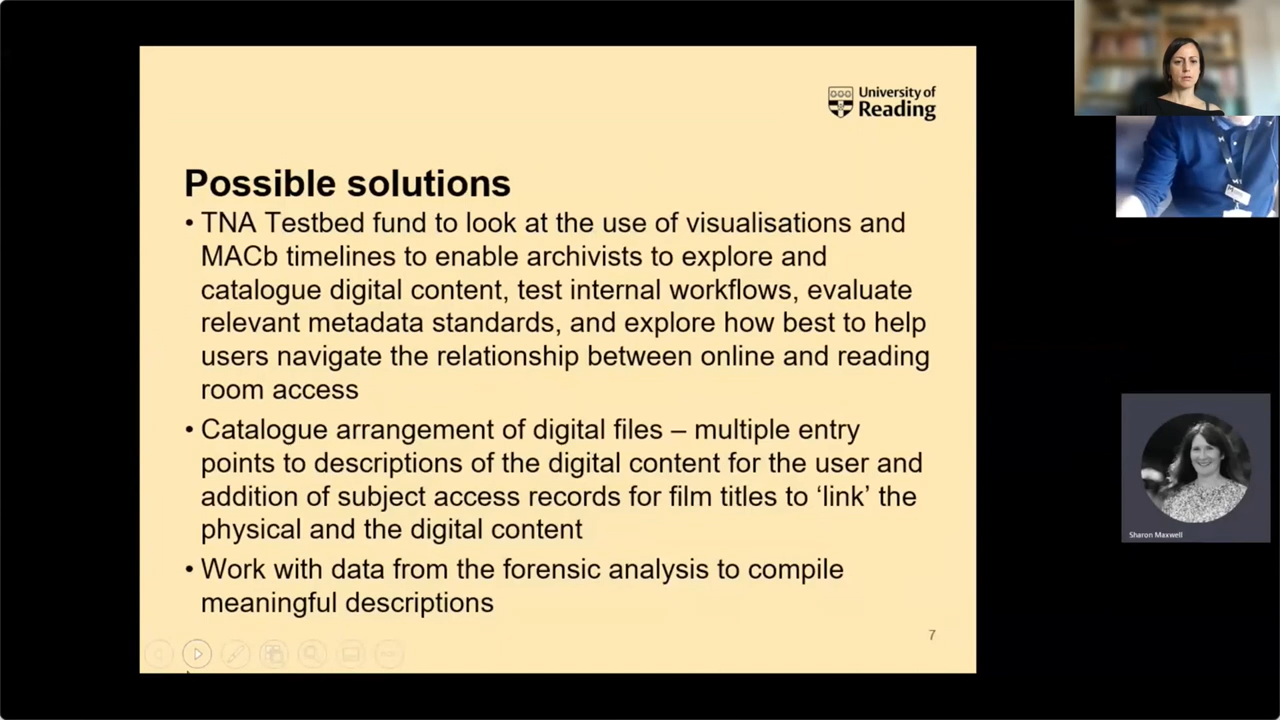 University of
Reading
Possible solutions
• TNA Testbed fund to look at the use of visualisations and
MACb timelines to enable archivists to explore and
catalogue digital content, test internal workflows, evaluate
relevant metadata standards, and explore how best to help
users navigate the relationship between online and reading
room access
• Catalogue arrangement of digital files – multiple entry
points to descriptions of the digital content for the user and
addition of subject access records for film titles to ‘link’ the
physical and the digital content
• Work with data from the forensic analysis to compile
meaningful descriptions
7
Sharon Maxwell